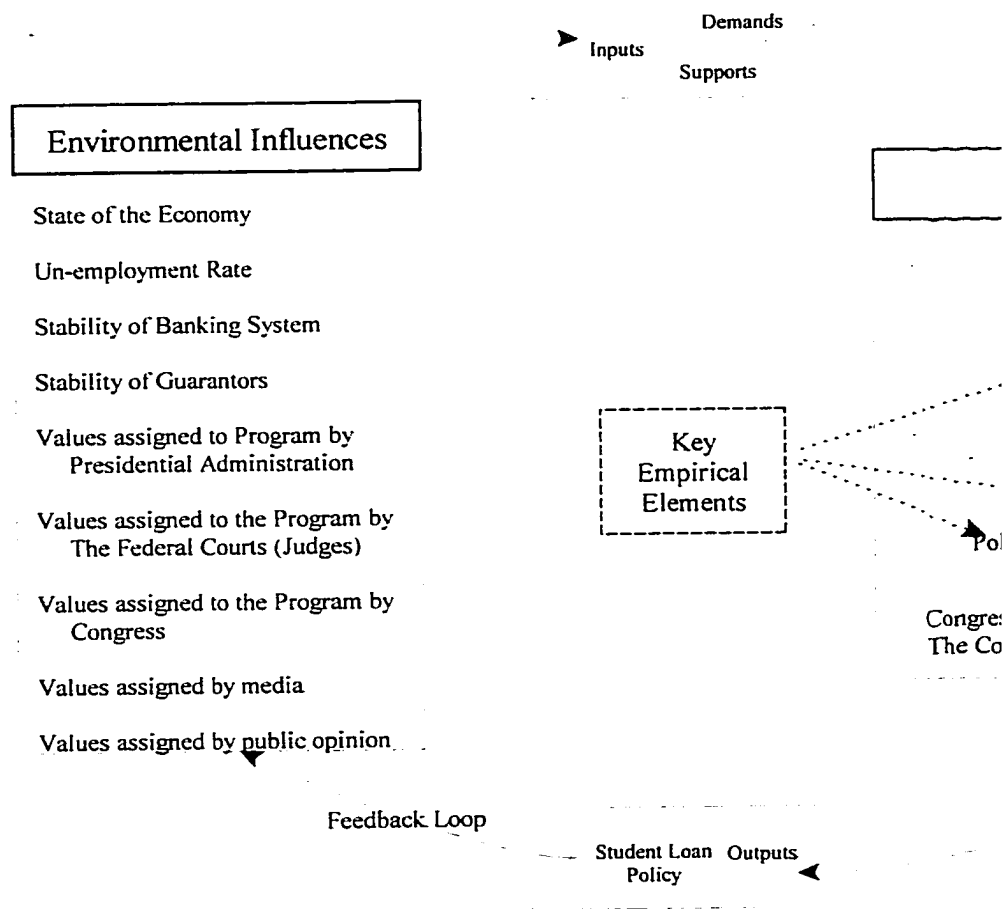 Demands
Inputs
Supports
Environmental Influences
State of the Economy
Un-employment Rate
Stability of Banking System
Stability of Guarantors
Values assigned to Program by
Presidential Administration
Values assigned to the Program by
The Federal Courts (Judges)
Values assigned to the Program by
Congress
Values assigned by media
Values assigned by public opinion
Key
Empirical
Elements
Feedback Loop
Student Loan Outputs
Policy